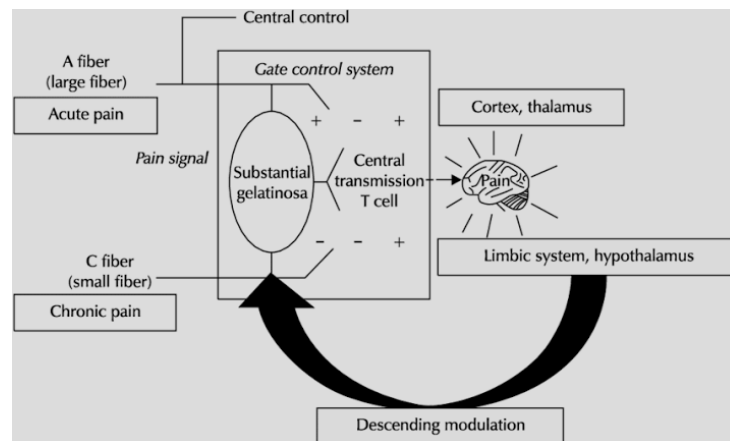 Central control
A fiber
(large fiber)
Acute pain
Gate control system
+ − +
Pain signal
Substantial
gelatinosa
Central
transmission
T cell
− − +
C fiber
(small fiber)
Chronic pain
Cortex, thalamus
Pain
Limbic system, hypothalamus
Descending modulation